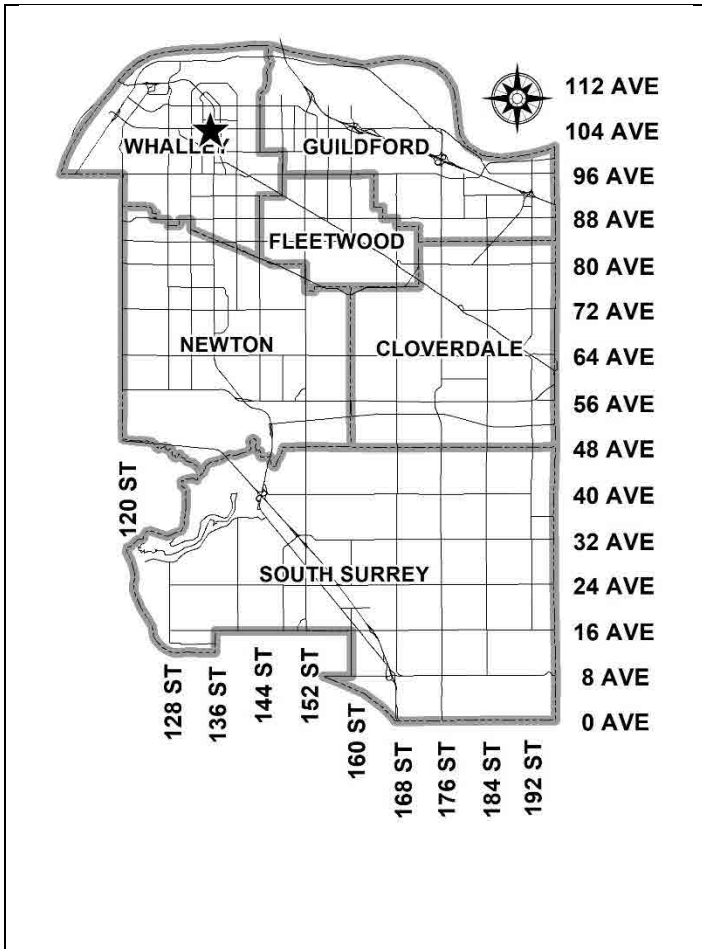 112 AVE
104 AVE
WHALLEY
GUILDFORD
96 AVE
88 AVE
FLEETWOOD
80 AVE
72 AVE
NEWTON
CLOVERDALE
64 AVE
56 AVE
48 AVE
120 ST
40 AVE
32 AVE
SOUTH SURREY
24 AVE
16 AVE
8 AVE
0 AVE
128 ST
136 ST
144 ST
152 ST
160 ST
168 ST
176 ST
184 ST
192 ST